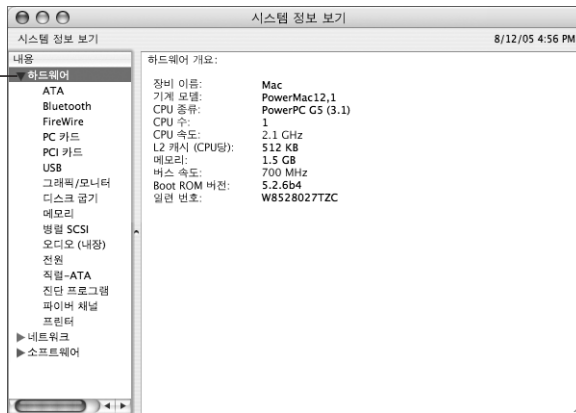 시스템 정보 보기
시스템 정보 보기 8/12/05 4:56 PM
내용
하드웨어
ATA
Bluetooth
FireWire
PC 카드
PCI 카드
USB
그래픽/모니터
디스크 굽기
메모리
병렬 SCSI
오디오 (내장)
전원
직렬-ATA
진단 프로그램
파이버 채널
프린터
네트워크
소프트웨어
하드웨어 개요:
장비 이름: Mac
기계 모델: PowerMac12,1
CPU 종류: PowerPC G5 (3.1)
CPU 수: 1
CPU 속도: 2.1 GHz
L2 캐시 (CPU당): 512 KB
메모리: 1.5 GB
버스 속도: 700 MHz
Boot ROM 버전: 5.2.6b4
일련 번호: W8528027TZC